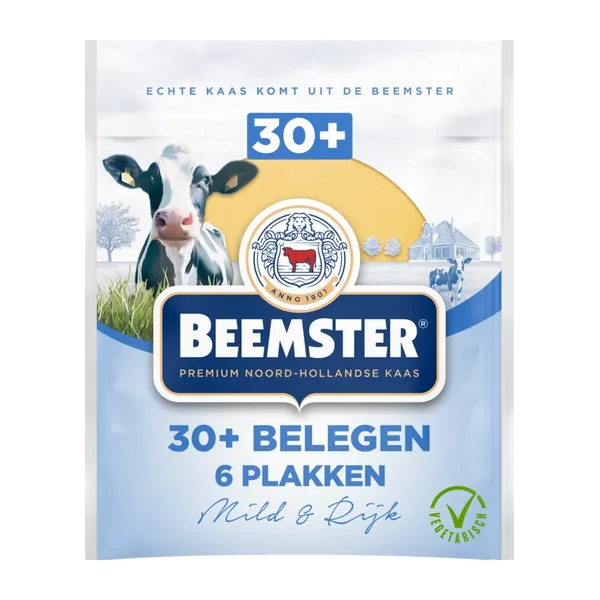 ECHTE KAAS KOMT UIT DE BEEMSTER
30+
ANNO 1901
BEEMSTER®
PREMIUM NOORD-HOLLANDSE KAAS
30+ BELEGEN
6 PLAKKEN
Mild & Rijk
VEGETARISCH